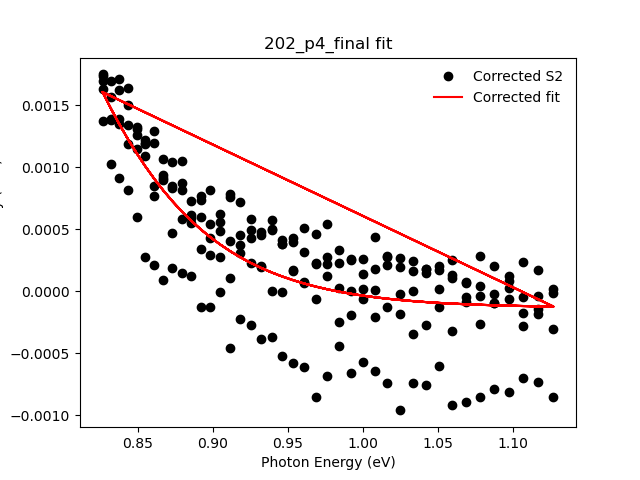 202_p4_final fit
Corrected S2
Corrected fit
0.0015
0.0010
0.0005
0.0000
−0.0005
−0.0010
0.85 0.90 0.95 1.00 1.05 1.10
Photon Energy (eV)